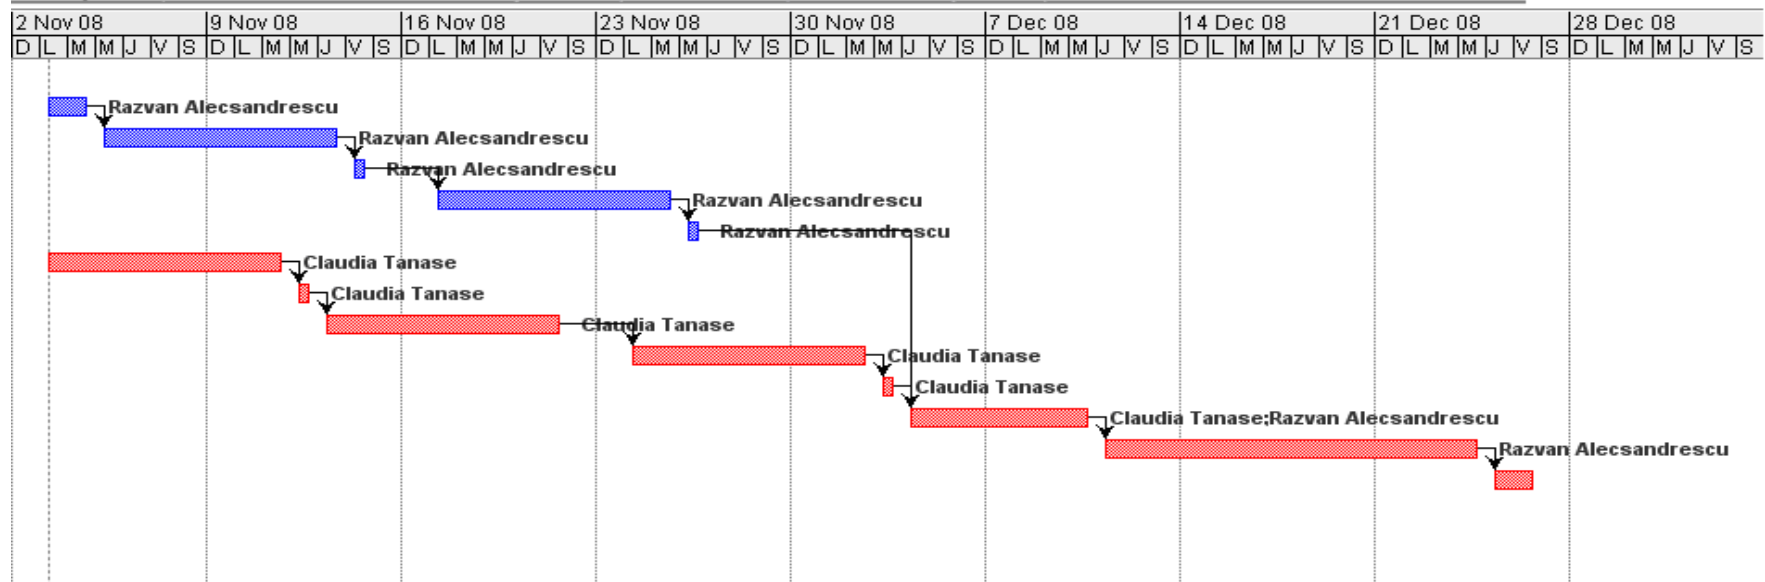 2 Nov 08 9 Nov 08 16 Nov 08 23 Nov 08 30 Nov 08 7 Dec 08 14 Dec 08 21 Dec 08 28 Dec 08
D L M M J V S D L M M J V S D L M M J V S D L M M J V S D L M M J V S D L M M J V S D L M M J V S D L M M J V S D L M M J V S
Razvan Alecsandrescu
Razvan Alecsandrescu
Razvan Alecsandrescu
Razvan Alecsandrescu
Razvan Alecsandrescu
Claudia Tanase
Claudia Tanase
Claudia Tanase
Claudia Tanase
Claudia Tanase
Claudia Tanase;Razvan Alecsandrescu
Razvan Alecsandrescu